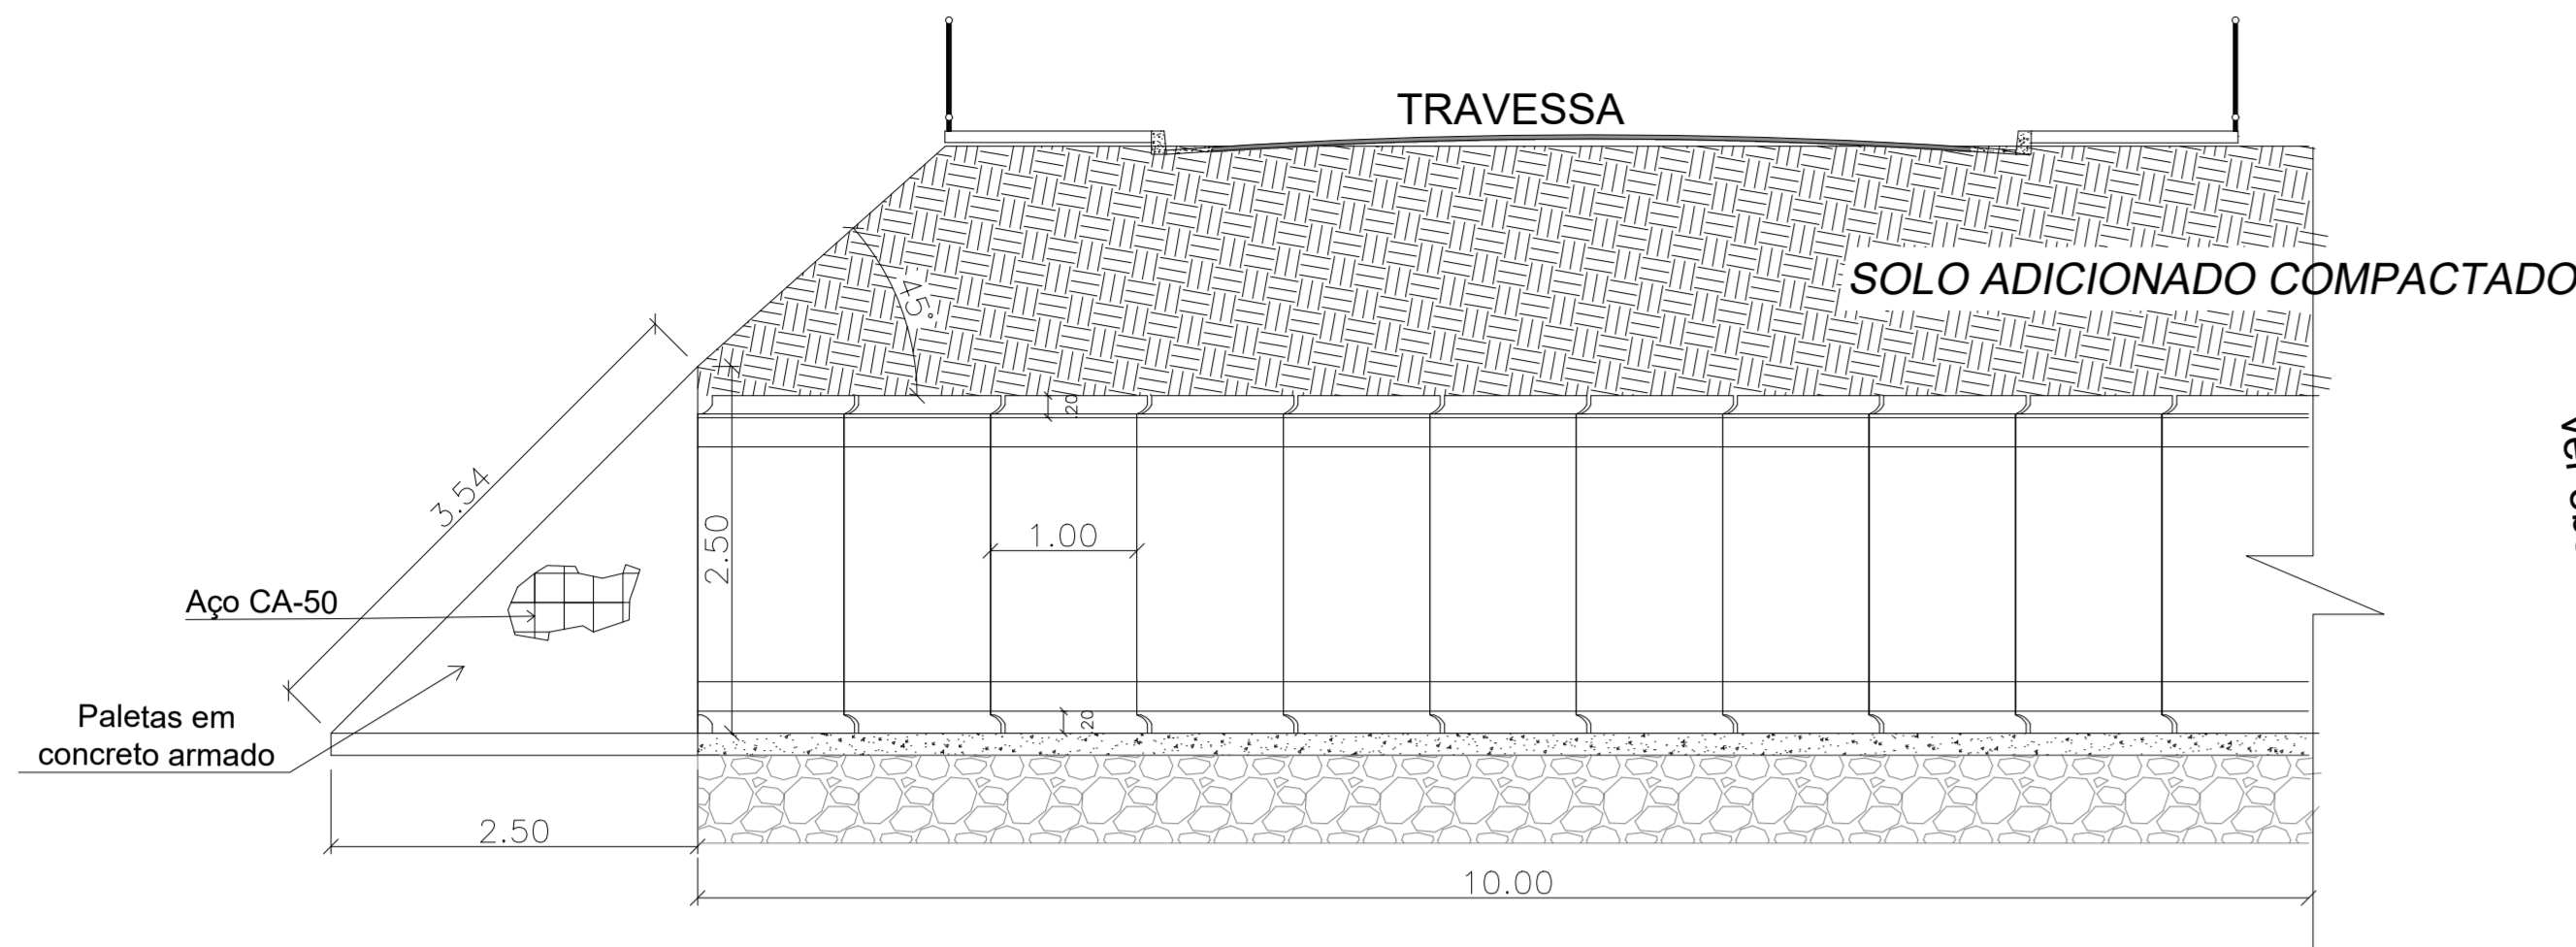 TRAVESSA
SOLO ADICIONADO COMPACTADO
45°
.20
3.54
2.50
1.00
Aço CA-50
.20
Paletas em
concreto armado
2.50
10.00